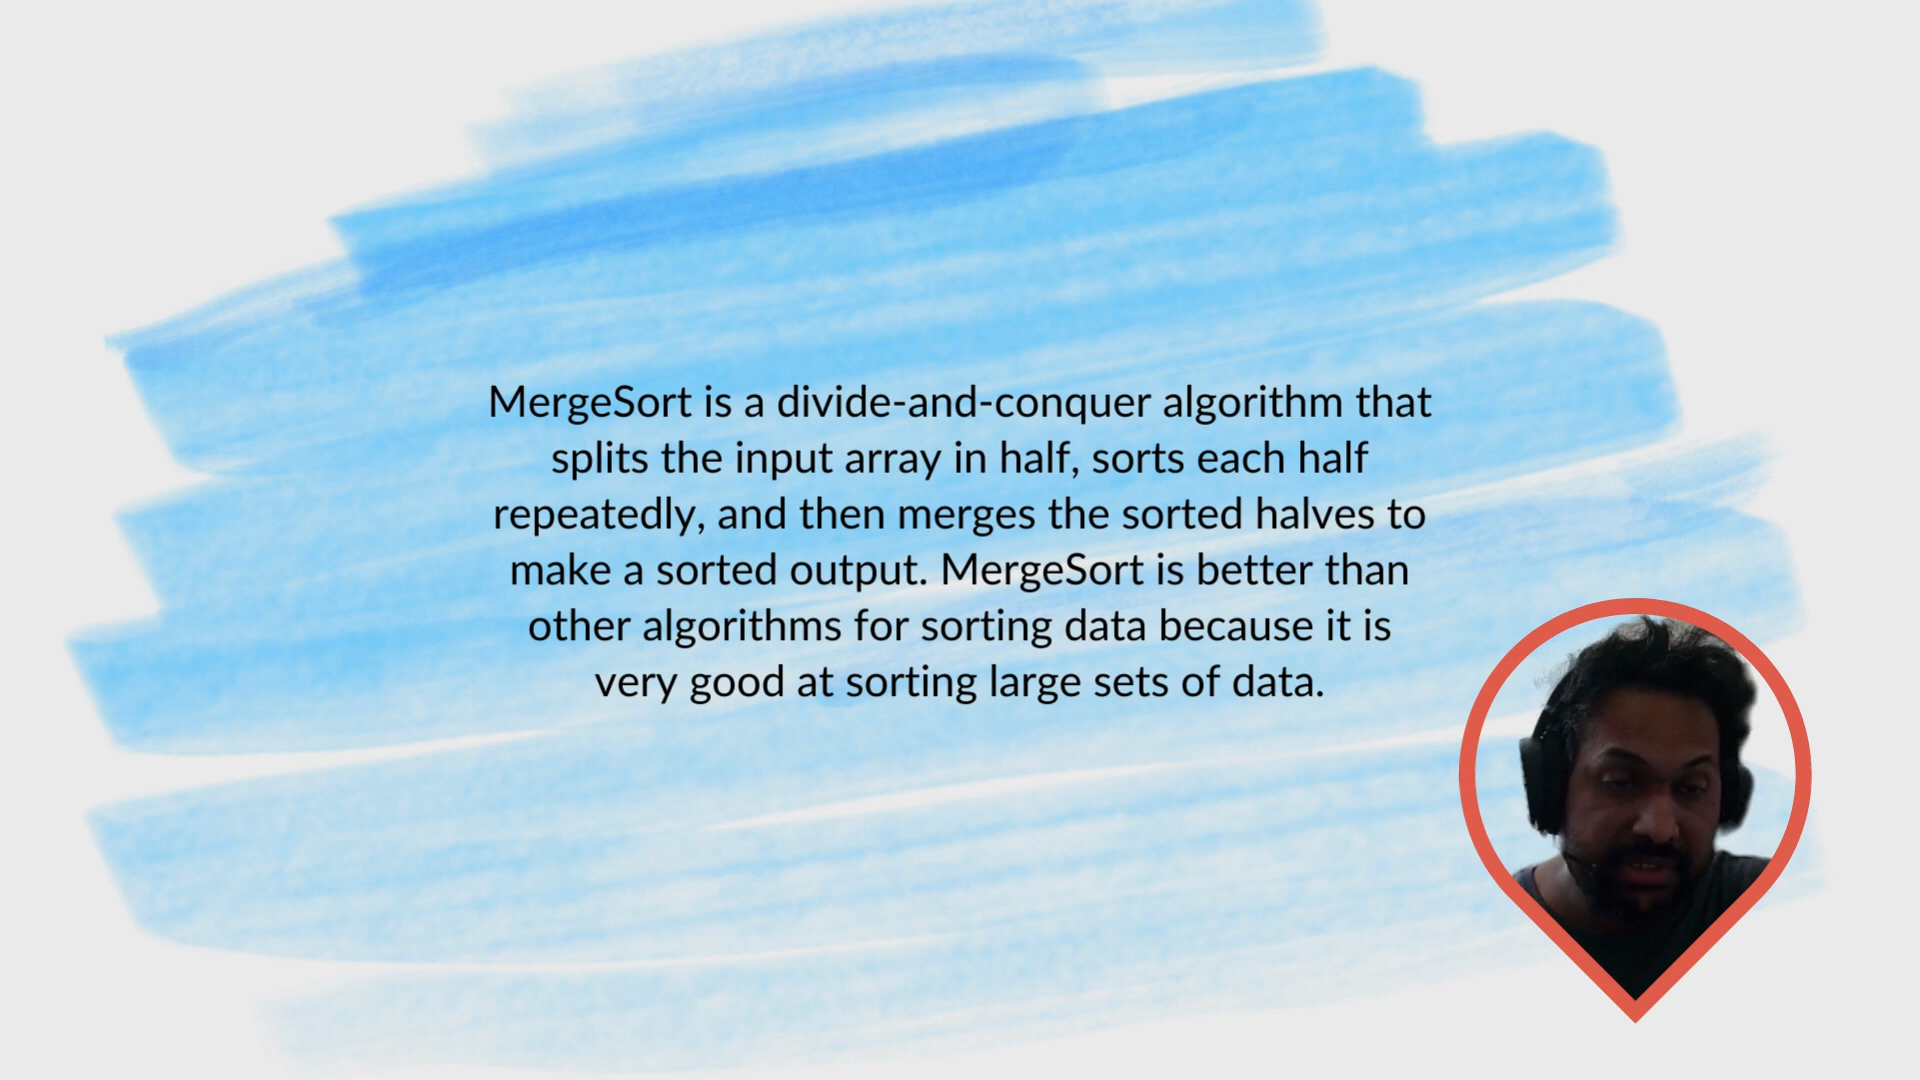 MergeSort is a divide-and-conquer algorithm that
splits the input array in half, sorts each half
repeatedly, and then merges the sorted halves to
make a sorted output. MergeSort is better than
other algorithms for sorting data because it is
very good at sorting large sets of data.